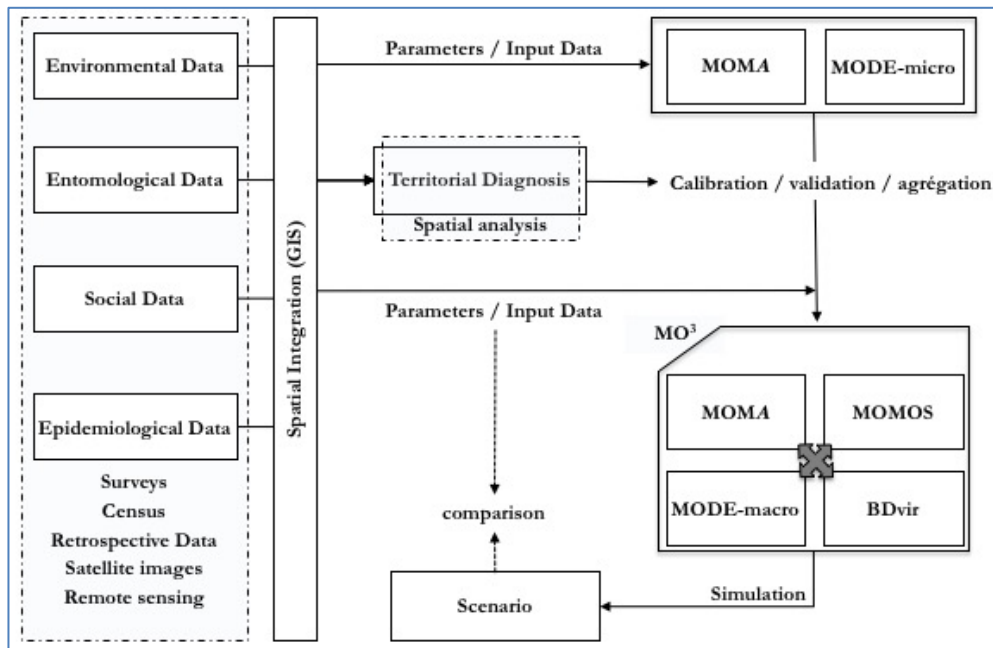 Environmental Data
Entomological Data
Social Data
Epidemiological Data
Surveys
Census
Retrospective Data
Satellite images
Remote sensing
Spatial Integration (GIS)
Parameters / Input Data
MOMA
MODE-micro
Territorial Diagnosis
Spatial analysis
Calibration / validation / agrégation
Parameters / Input Data
MO³
MOMA
MOMOS
MODE-macro
BDvir
comparison
Scenario
Simulation